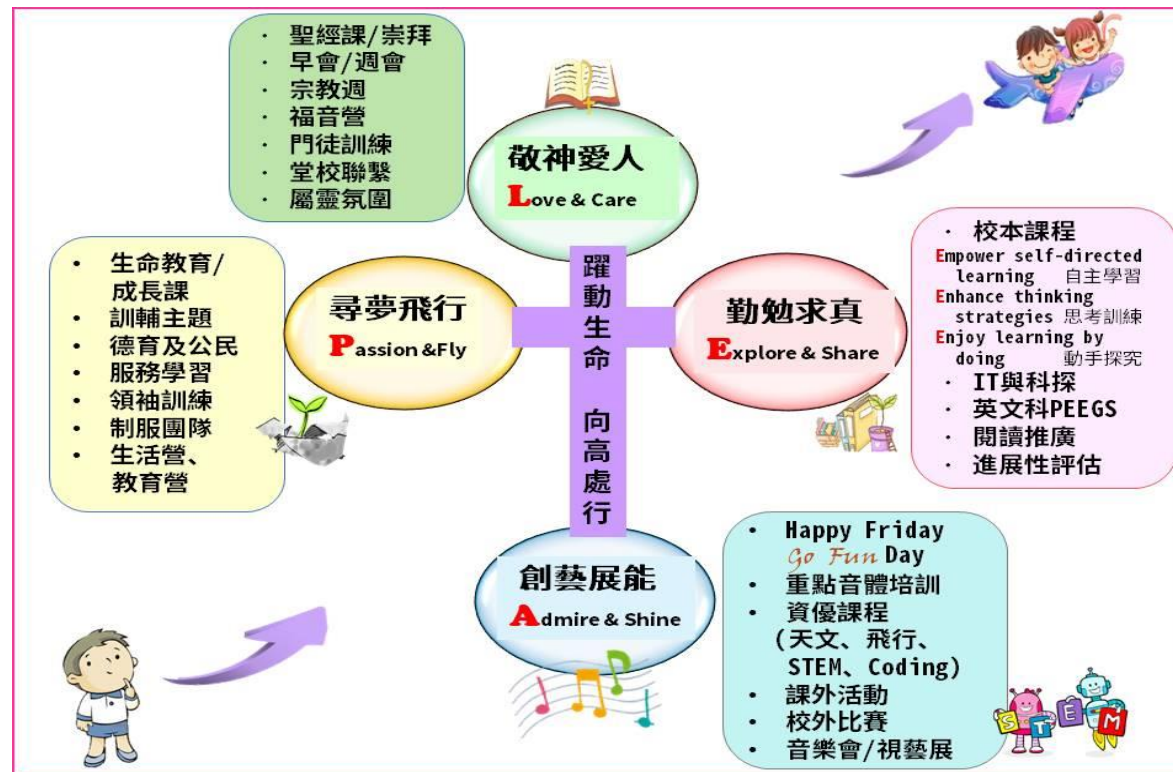 · 聖經課/崇拜
· 早會/週會
· 宗教週
· 福音營
· 門徒訓練
· 堂校聯繫
· 屬靈氛圍
敬神愛人
Love & Care
• 生命教育/
成長課
• 訓輔主題
• 德育及公民
• 服務學習
• 領袖訓練
• 制服團隊
• 生活營、
教育營
尋夢飛行
Passion &Fly
躍動生命 向高處行
勤勉求真
Explore & Share
· 校本課程
Empower self-directed
learning 自主學習
Enhance thinking
strategies 思考訓練
Enjoy learning by
doing 動手探究
· IT與科探
· 英文科PEEGS
· 閱讀推廣
· 進展性評估
創藝展能
Admire & Shine
• Happy Friday
Go Fun Day
• 重點音體培訓
• 資優課程
(天文、飛行、
STEM、Coding)
• 課外活動
• 校外比賽
• 音樂會/視藝展
STEM